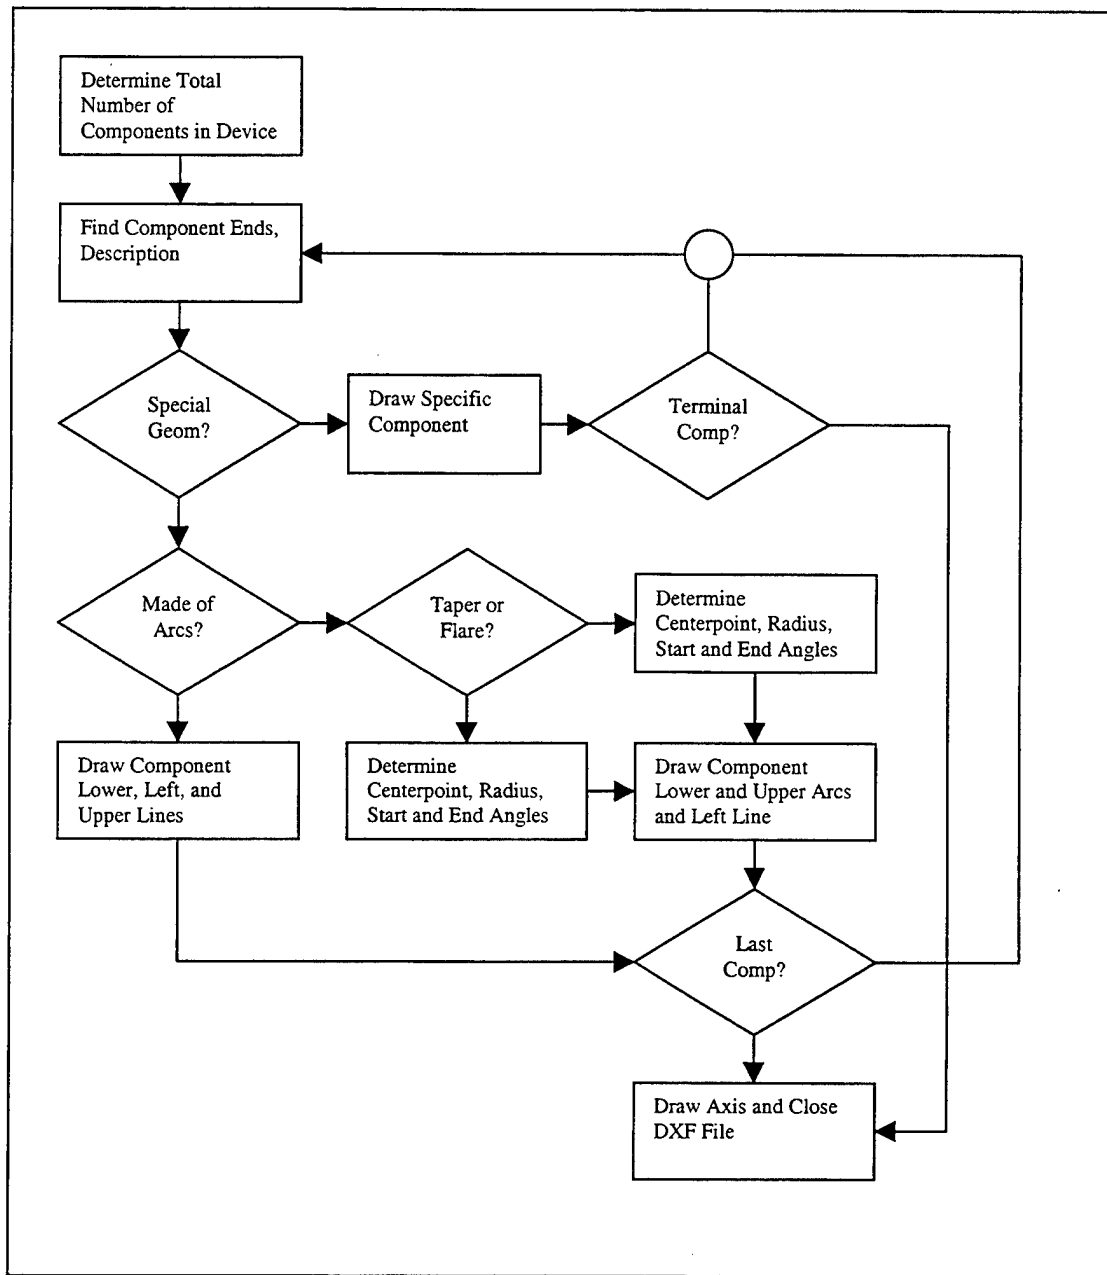 Determine Total
Number of
Components in Device
Find Component Ends,
Description
Special
Geom?
Draw Specific
Component
Terminal
Comp?
Made of
Arcs?
Taper or
Flare?
Determine
Centerpoint, Radius,
Start and End Angles
Draw Component
Lower, Left, and
Upper Lines
Determine
Centerpoint, Radius,
Start and End Angles
Draw Component
Lower and Upper Arcs
and Left Line
Last
Comp?
Draw Axis and Close
DXF File